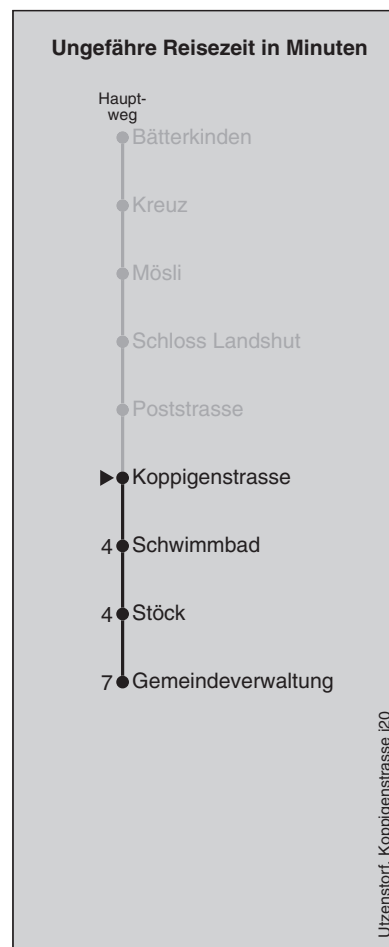 Ungefähre Reisezeit in Minuten
Haupt-
weg
Bätterkinden
Kreuz
Mösli
Schloss Landshut
Poststrasse
Koppigenstrasse
4 Schwimmbad
4 Stöck
7 Gemeindeverwaltung
Utzenstorf, Koppigenstrasse j20